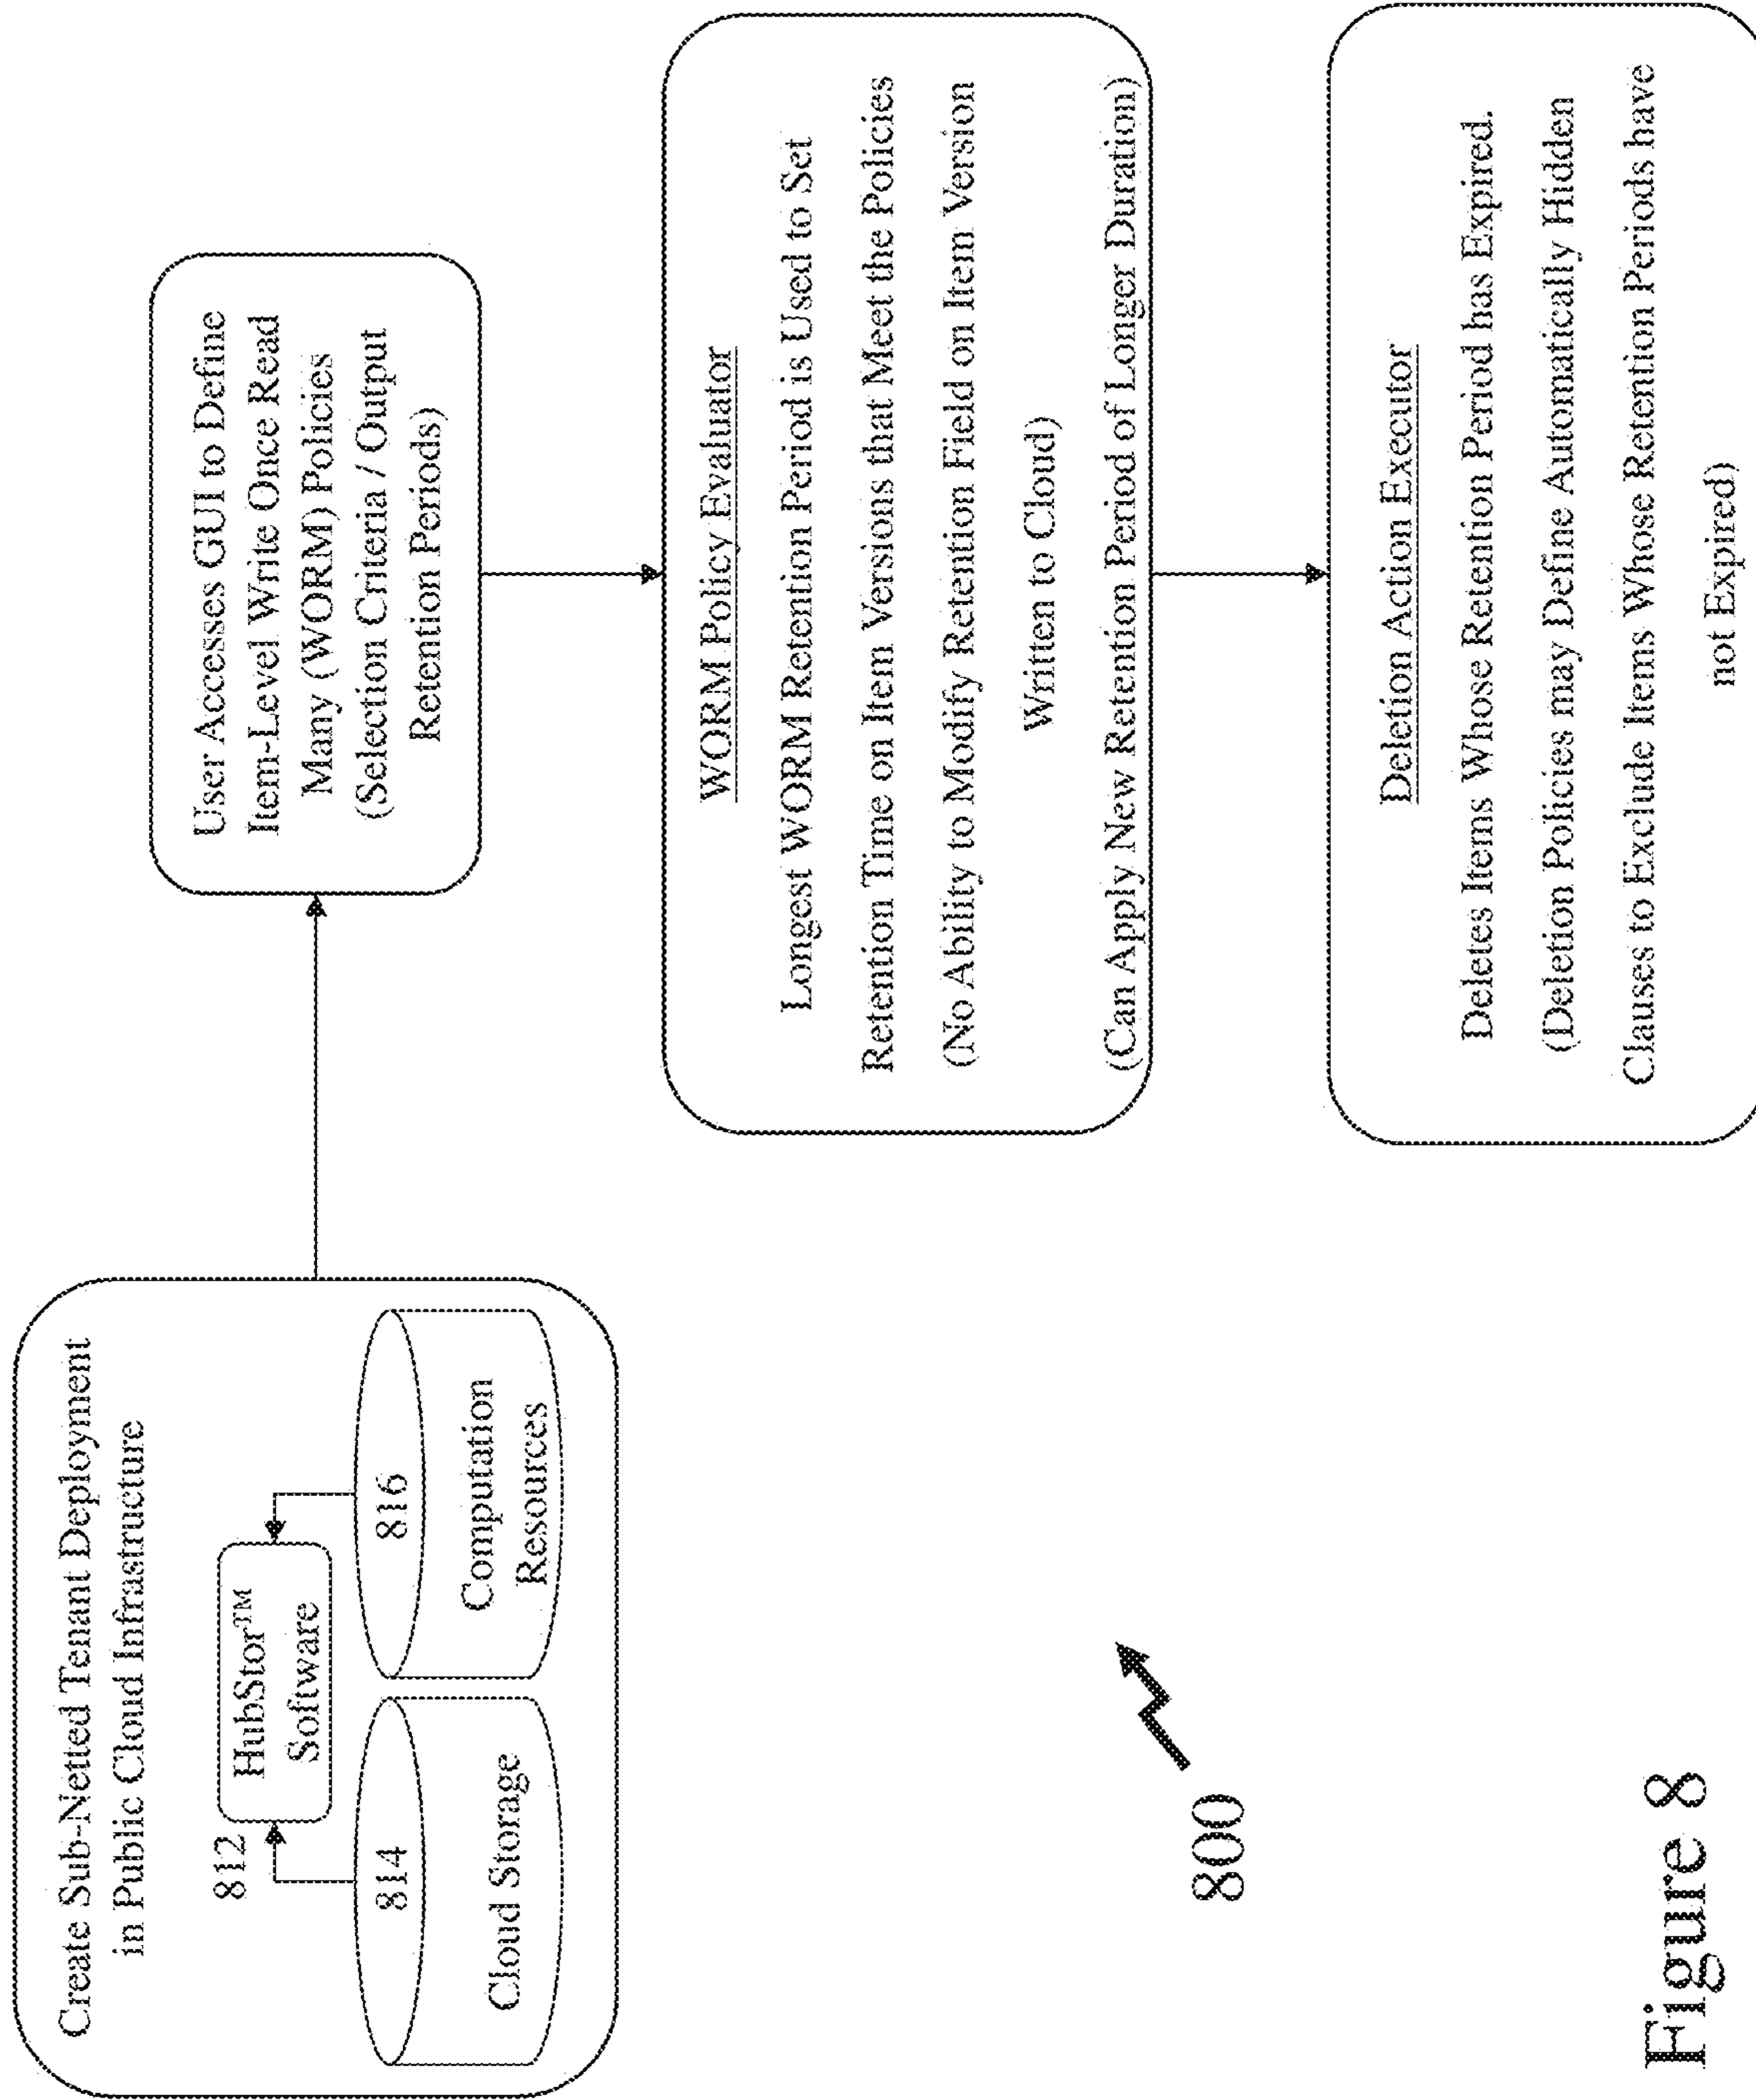 Create Sub-Netted Tenant Deployment
in Public Cloud Infrastructure
812
HubStor™
Software
814
Cloud Storage
816
Computation
Resources
User Accesses GUI to Define
Item-Level Write Once Read
Many (WORM) Policies
(Selection Criteria / Output
Retention Periods)
WORM Policy Evaluator
Longest WORM Retention Period is Used to Set
Retention Time on Item Versions that Meet the Policies
(No Ability to Modify Retention Field on Item Version
Written to Cloud)
(Can Apply New Retention Period of Longer Duration)
Deletion Action Executor
Deletes Items Whose Retention Period has Expired.
(Deletion Policies may Define Automatically Hidden
Clauses to Exclude Items Whose Retention Periods have
not Expired)
800
Figure 8